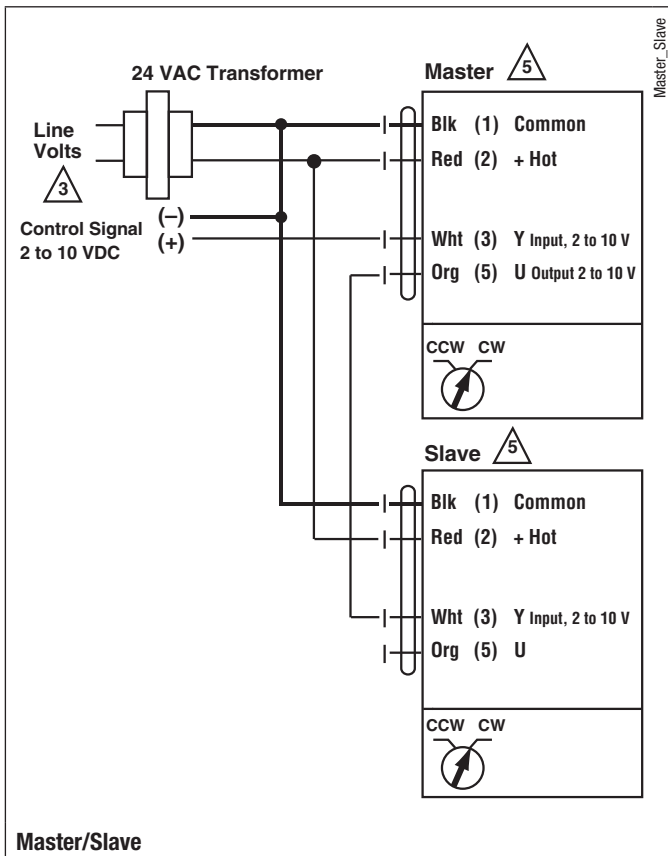 Master_Slave
24 VAC Transformer
Master 5
Line
Volts
3
Control Signal
2 to 10 VDC
(–)
(+)
Blk (1) Common
Red (2) + Hot
Wht (3) Y Input, 2 to 10 V
Org (5) U Output 2 to 10 V
CCW CW
Slave 5
Blk (1) Common
Red (2) + Hot
Wht (3) Y Input, 2 to 10 V
Org (5) U
CCW CW
Master/Slave